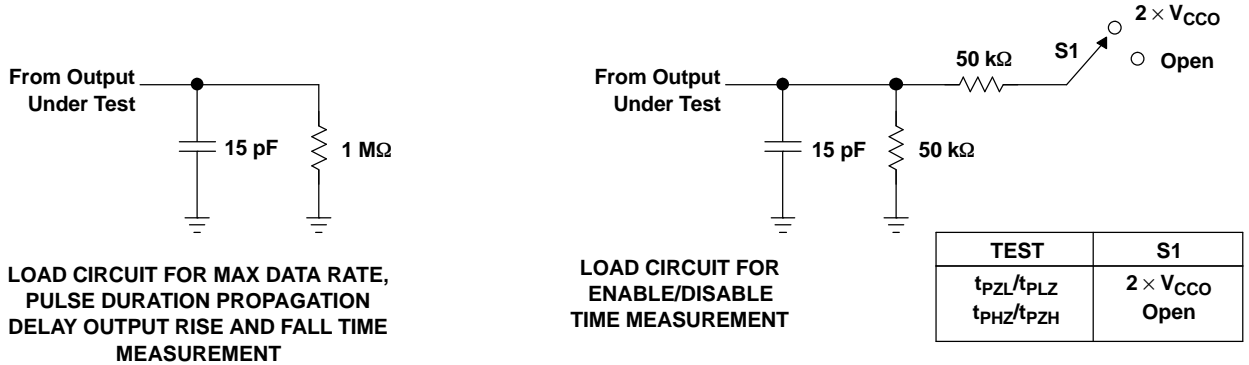 From Output
Under Test
15 pF
1 MΩ
LOAD CIRCUIT FOR MAX DATA RATE,
PULSE DURATION PROPAGATION
DELAY OUTPUT RISE AND FALL TIME
MEASUREMENT
From Output
Under Test
15 pF
50 kΩ
50 kΩ
S1
2 × VCCO
Open
LOAD CIRCUIT FOR
ENABLE/DISABLE
TIME MEASUREMENT
TEST S1
tPZL/tPLZ 2 × VCCO
tPHZ/tPZH Open